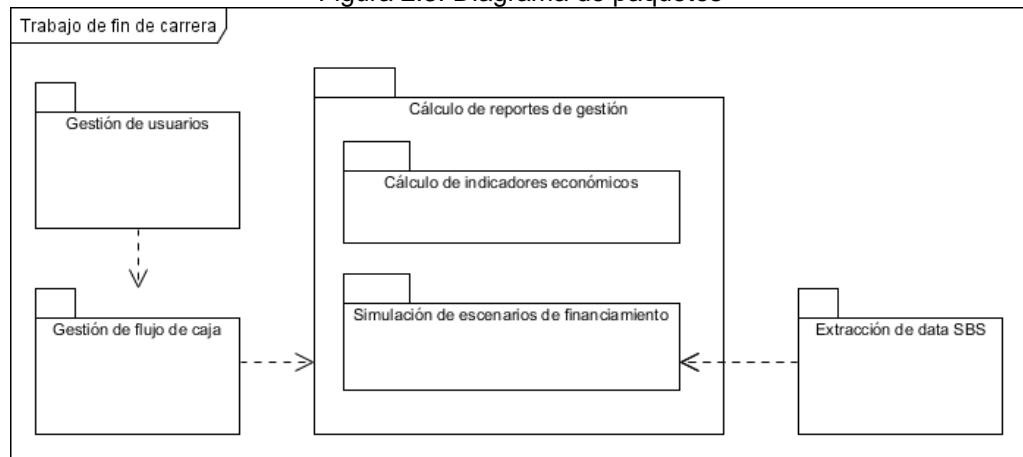 Figura 2.3. Diagrama de paquetes
Trabajo de fin de carrera
Gestión de usuarios
Cálculo de reportes de gestión
Cálculo de indicadores económicos
Gestión de flujo de caja
Simulación de escenarios de financiamiento
Extracción de data SBS